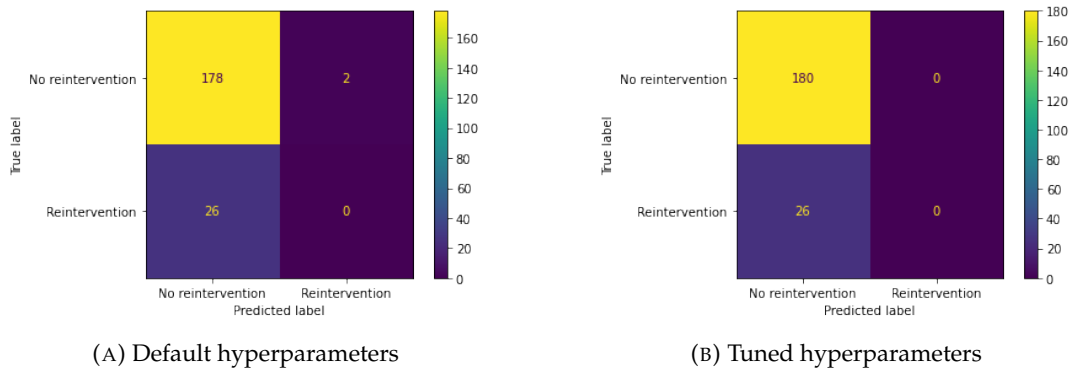 No reintervention
Reintervention
True label
178
2
26
0
No reintervention
Reintervention
Predicted label
160
140
120
100
80
60
40
20
0
(A) Default hyperparameters
No reintervention
Reintervention
True label
180
0
26
0
No reintervention
Reintervention
Predicted label
180
160
140
120
100
80
60
40
20
0
(B) Tuned hyperparameters